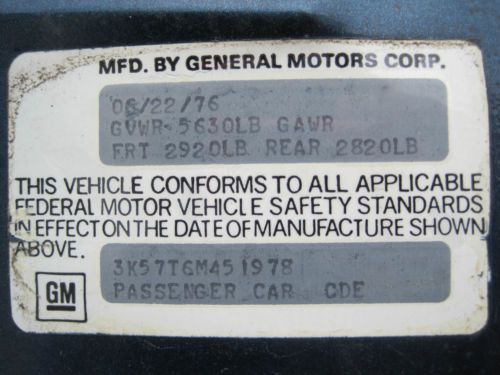 MFD. BY GENERAL MOTORS CORP.
06/22/76
GVWR-5630LB GAWR
FRT 2920LB REAR 2820LB
THIS VEHICLE CONFORMS TO ALL APPLICABLE
FEDERAL MOTOR VEHICLE SAFETY STANDARDS
IN EFFECT ON THE DATE OF MANUFACTURE SHOWN
ABOVE.
3K57TGM451978
PASSENGER CAR CDE
GM